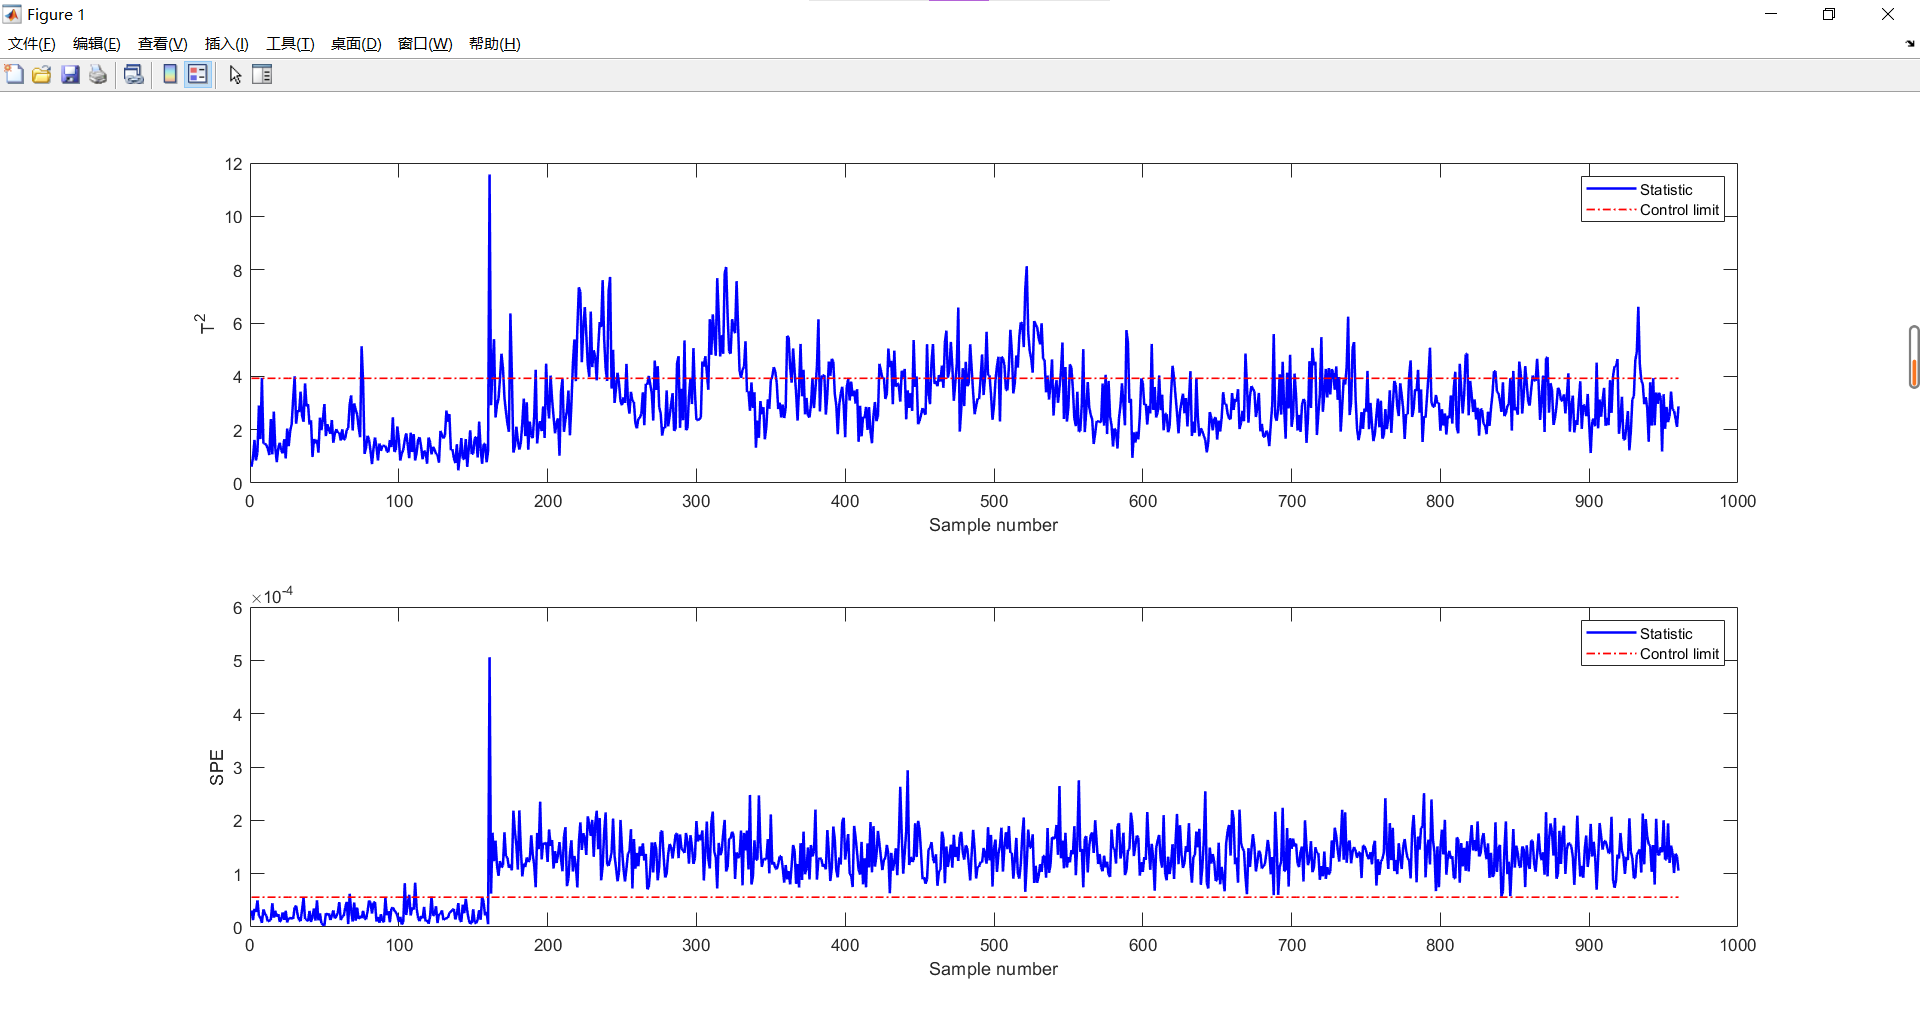 Figure 1
文件(F) 编辑(E) 查看(V) 插入(I) 工具(T) 桌面(D) 窗口(W) 帮助(H)
12
10
8
6
4
2
0
T2
0 100 200 300 400 500 600 700 800 900 1000
Sample number
Statistic
Control limit
×10-4
6
5
4
3
2
1
0
SPE
0 100 200 300 400 500 600 700 800 900 1000
Sample number
Statistic
Control limit